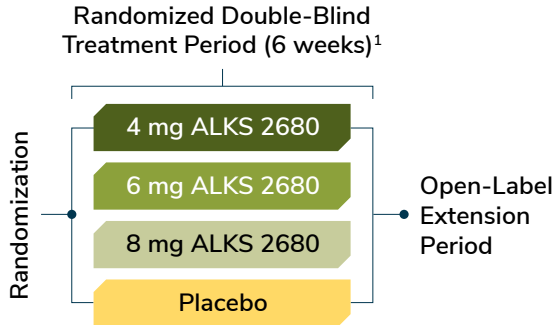 Randomized Double-Blind
Treatment Period (6 weeks)¹
Randomization
4 mg ALKS 2680
6 mg ALKS 2680
8 mg ALKS 2680
Placebo
Open-Label
Extension
Period